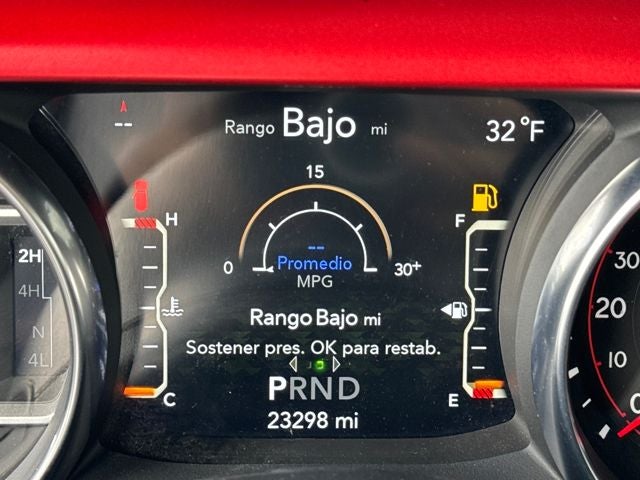 --
Rango Bajo mi
32°F
15
H
F
--
0
Promedio
30+
MPG
2H
4H
N
4L
Rango Bajo mi
Sostener pres. OK para restab.
PRND
C
E
23298 mi
30
20
10
0